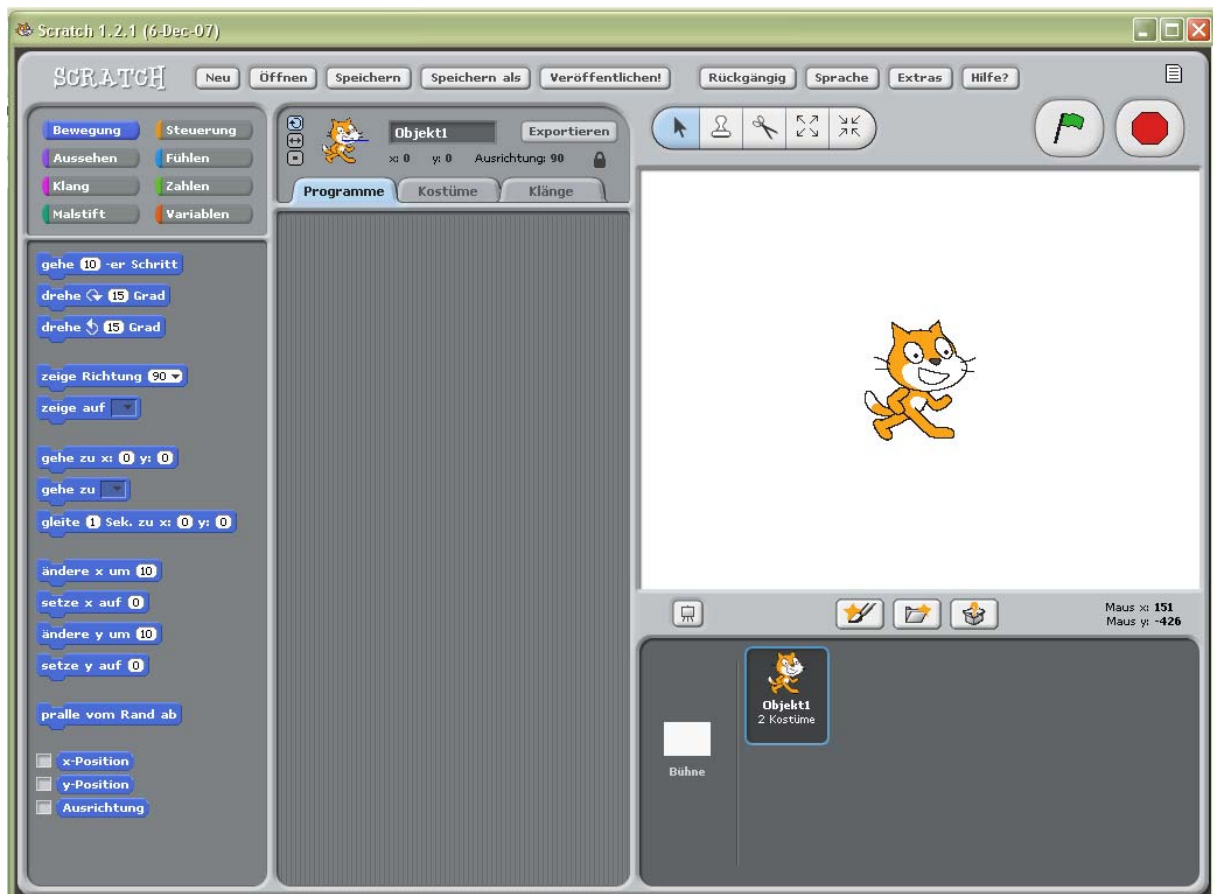 Scratch 1.2.1 (6-Dec-07)
SCRATCH Neu Öffnen Speichern Speichern als Veröffentlichen! Rückgängig Sprache Extras Hilfe?
Bewegung Steuerung
Aussehen Fühlen
Klang Zahlen
Malstift Variablen
gehe 10 -er Schritt
drehe 15 Grad
drehe 15 Grad
zeige Richtung 90
zeige auf
gehe zu x: 0 y: 0
gehe zu
gleite 1 Sek. zu x: 0 y: 0
ändere x um 10
setze x auf 0
ändere y um 10
setze y auf 0
pralle vom Rand ab
x-Position
y-Position
Ausrichtung
Objekt1 Exportieren
x: 0 y: 0 Ausrichtung: 90
Programme Kostüme Klänge
Maus x: 151
Maus y: -426
Objekt1
2 Kostüme
Bühne